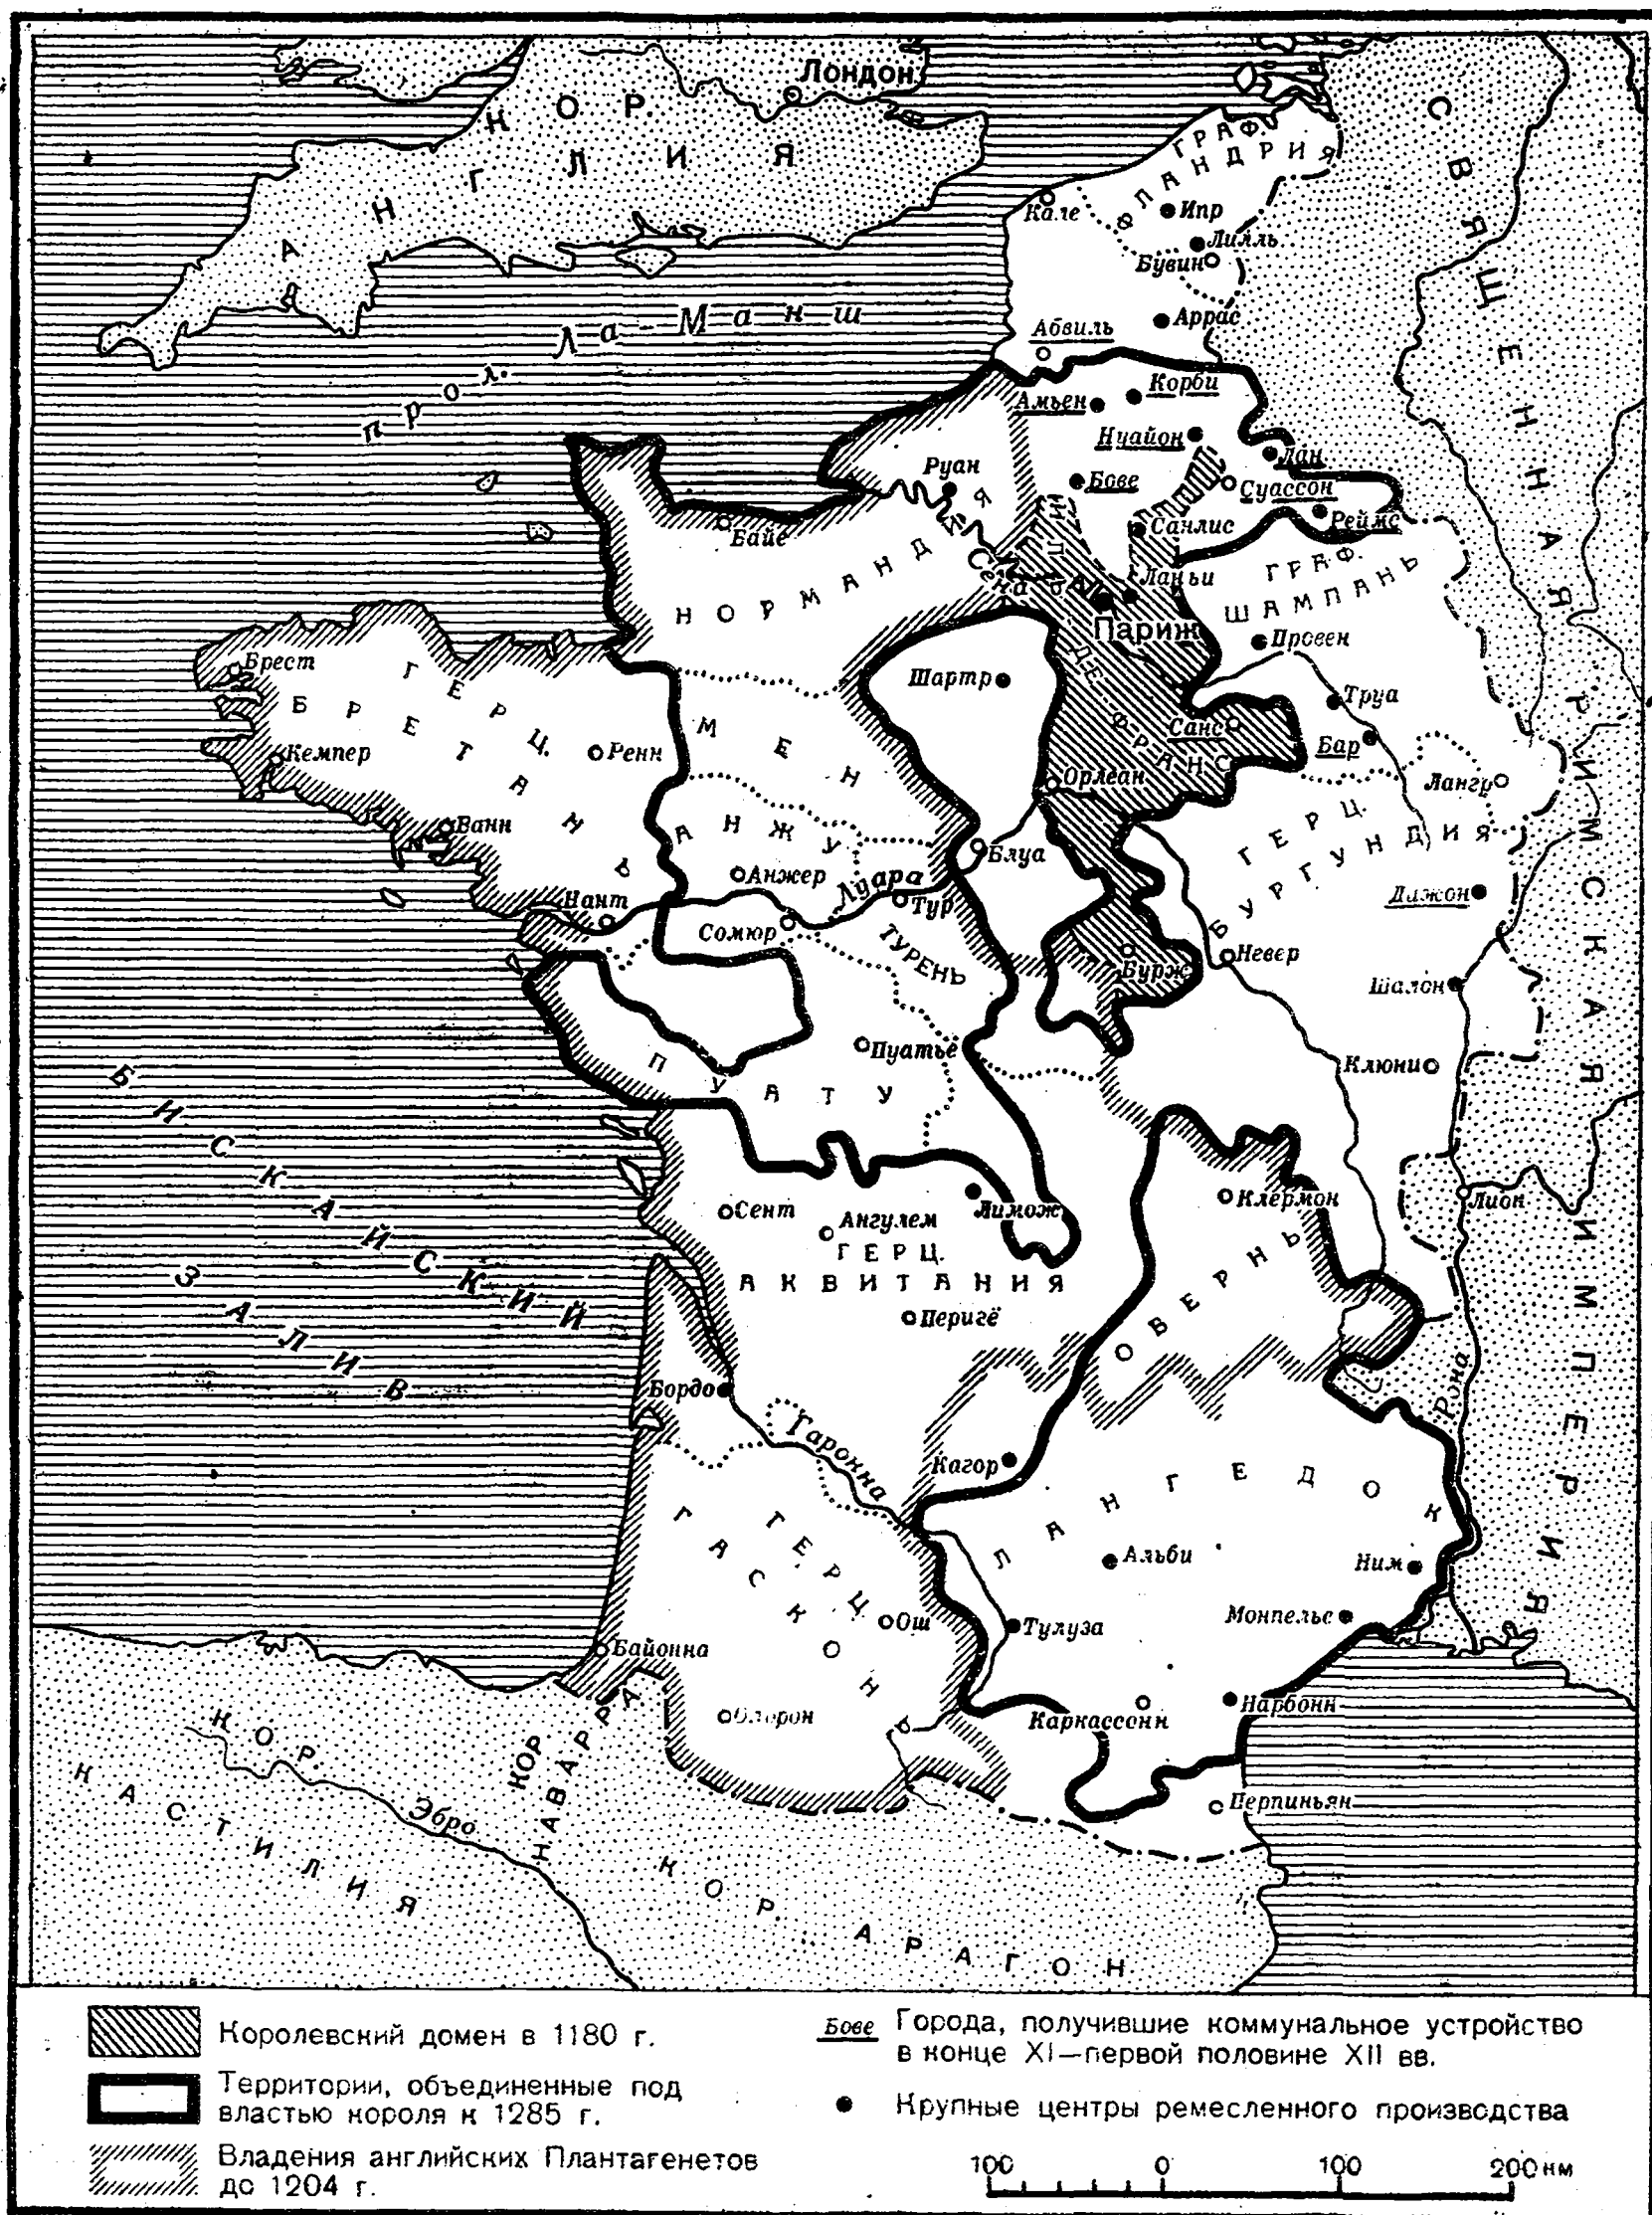 Лондон
КОР.
АНГЛИЯ
СВЯЩЕННАЯ РИМСКАЯ ИМПЕРИЯ
ГРАФ.
ФЛАНДРИЯ
Кале
Ипр
Лилль
Бувин
Аррас
прол. Ла-Манш
Абвиль
Корби
Амьен
Нуайон
Лан
Руан
Бове
Суассон
Реймс
Байе
Санлис
НОРМАНДИЯ
Сена
ИЛЬ-ДЕ-ФРАНС
Ланьи
ГРАФ.
ШАМПАНЬ
Париж
Провен
Брест
ГЕРЦ.
БРЕТАНЬ
Шартр
Труа
Кемпер
Ренн
МЕН
Санс
Бар
Орлеан
Лангр
Ванн
АНЖУ
Блуа
ГЕРЦ.
БУРГУНДИЯ
Анжер
Луара
Тур
Дижон
Нант
Сомюр
ТУРЕНЬ
Бурж
Невер
Шалон
Пуатье
ПУАТУ
Клюни
БИСКАЙСКИЙ
ЗАЛИВ
Сент
Ангулем
Лимож
Клермон
Лион
ГЕРЦ.
АКВИТАНИЯ
ОВЕРНЬ
Перигё
Бордо
Рона
Гаронна
Кагор
ЛАНГЕДОК
ГЕРЦ.
ГАСКОНЬ
Альби
Ним
Ош
Тулуза
Монпелье
Байонна
Олерон
Каркассонн
Нарбонн
КОР.
КАСТИЛИЯ
КОР.
НАВАРРА
Эбро
Перпиньян
КОР. АРАГОН
Королевский домен в 1180 г.
Территории, объединенные под
властью короля к 1285 г.
Владения английских Плантагенетов
до 1204 г.
Бове Города, получившие коммунальное устройство
в конце XI—первой половине XII вв.
Крупные центры ремесленного производства
100 0 100 200 км